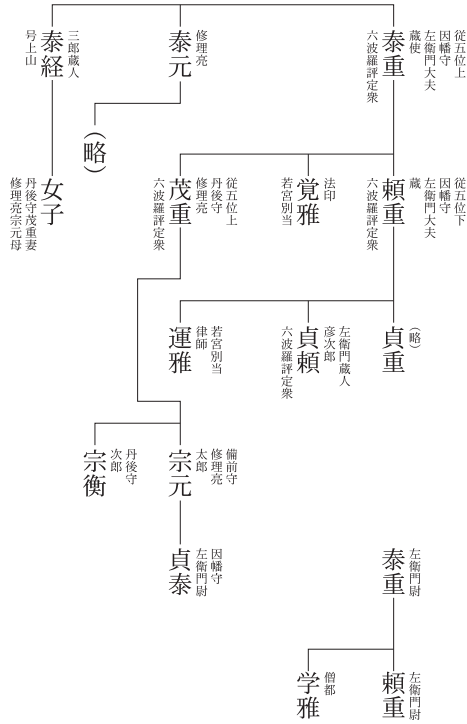 従五位上
因幡守
左衛門大夫
蔵使
泰重
六波羅評定衆
修理亮
泰元
三郎蔵人
泰経
号上山
（略）
従五位下
因幡守
左衛門大夫
蔵
頼重
六波羅評定衆
法印
覚雅
若宮別当
従五位上
丹後守
修理亮
茂重
六波羅評定衆
女子
丹後守茂重妻
修理亮宗元母
（略）
貞重
左衛門蔵人
彦次郎
貞頼
六波羅評定衆
若宮別当
律師
運雅
備前守
修理亮
太郎
宗元
丹後守
次郎
宗衡
因幡守
左衛門尉
貞泰
左衛門尉
泰重
左衛門尉
頼重
僧都
学雅